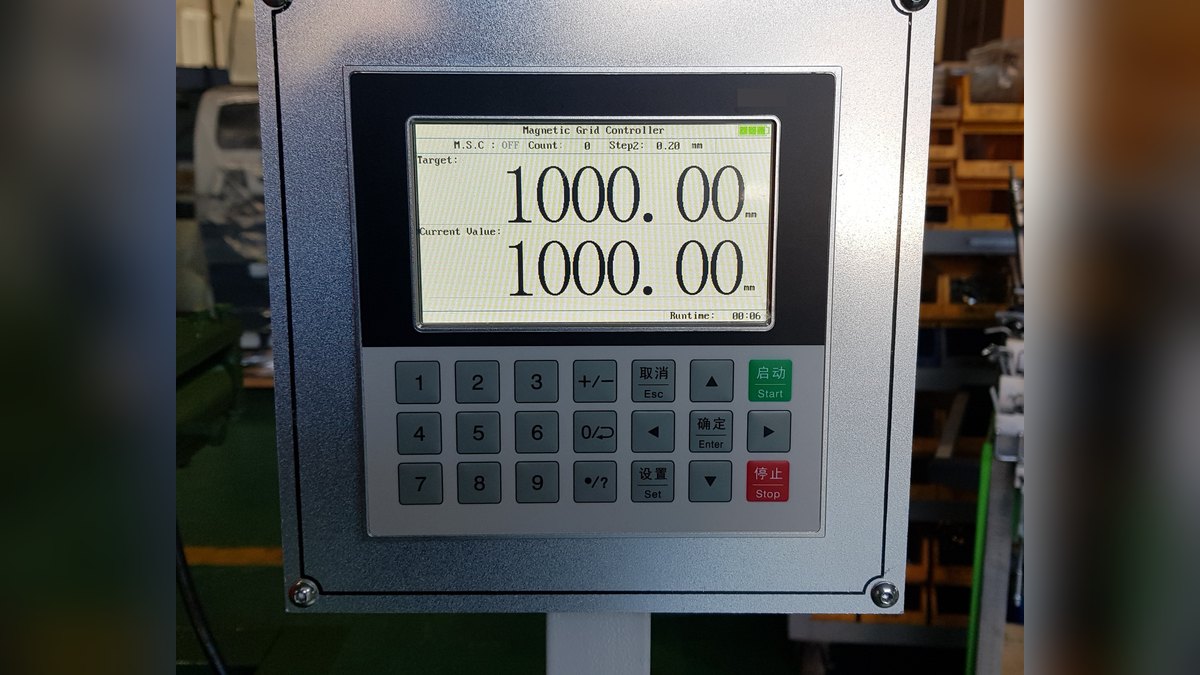 Magnetic Grid Controller
M.S.C : OFF Count: 0 Step2: 0.20 mm
Target:
1000.00 mm
Current Value:
1000.00 mm
Runtime: 00:06
1 2 3 +/− 取消 ▲ 启动
Esc Start
4 5 6 0/⮌ ◀ 确定 ▶
Enter
7 8 9 •/? 设置 ▼ 停止
Set Stop